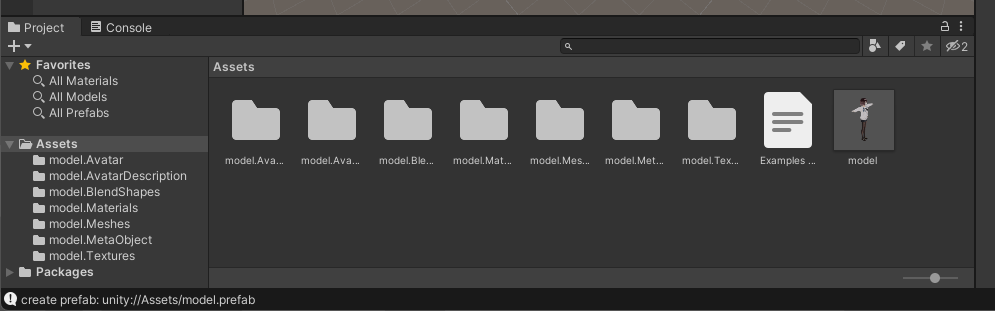 Project
Console
2
Favorites
All Materials
All Models
All Prefabs
Assets
model.Avatar
model.AvatarDescription
model.BlendShapes
model.Materials
model.Meshes
model.MetaObject
model.Textures
Packages
Assets
model.Ava...
model.Ava...
model.Ble...
model.Mat...
model.Mes...
model.Met...
model.Tex...
Examples ...
model
create prefab: unity://Assets/model.prefab